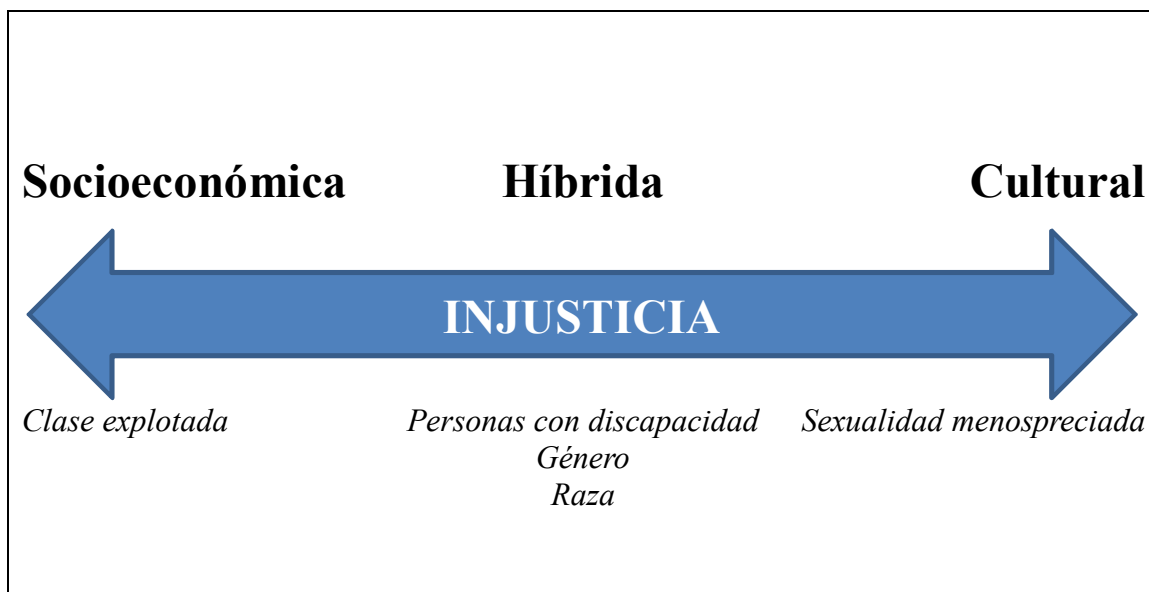 Socioeconómica Híbrida Cultural
INJUSTICIA
Clase explotada Personas con discapacidad Sexualidad menospreciada
Género
Raza